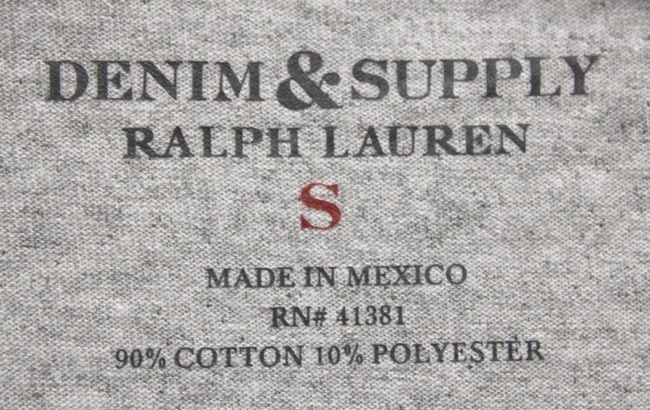 DENIM & SUPPLY
RALPH LAUREN
S
MADE IN MEXICO
RN# 41381
90% COTTON 10% POLYESTER